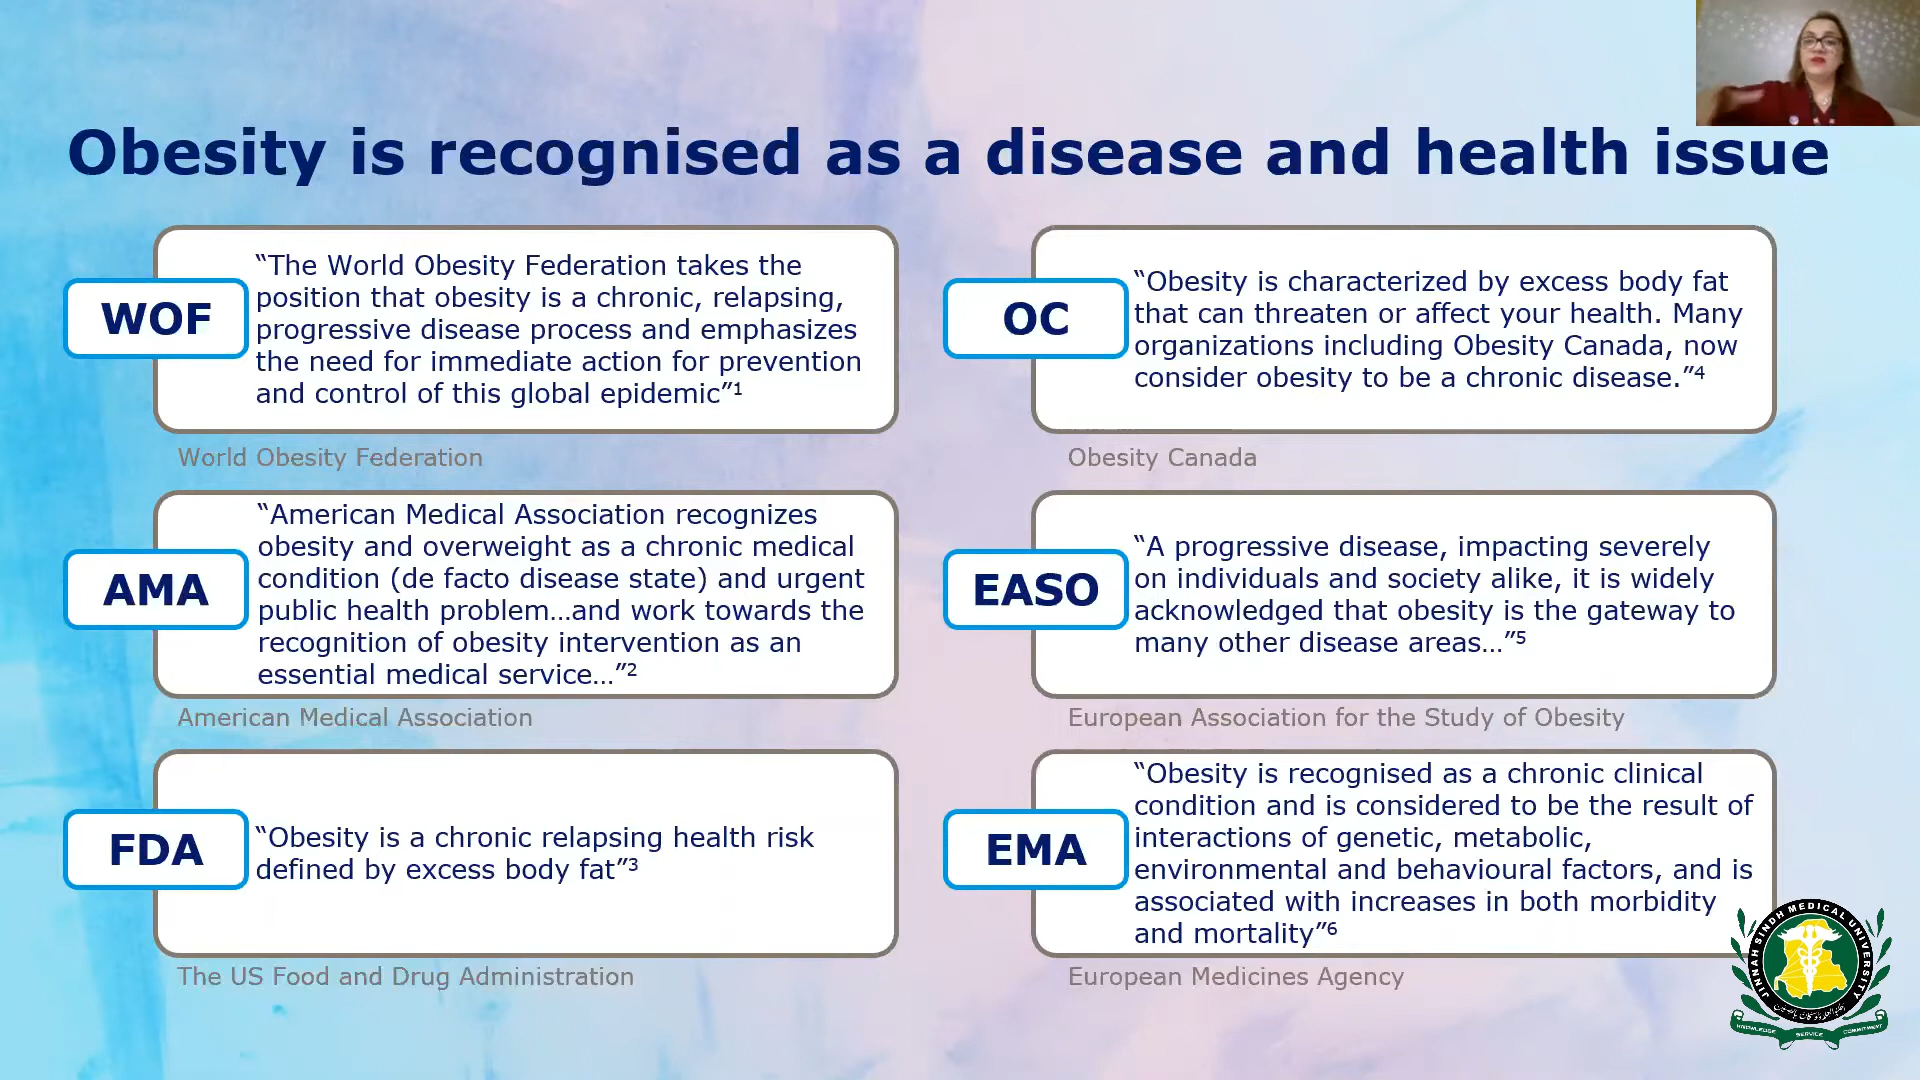 Obesity is recognised as a disease and health issue
WOF
“The World Obesity Federation takes the
position that obesity is a chronic, relapsing,
progressive disease process and emphasizes
the need for immediate action for prevention
and control of this global epidemic”¹
World Obesity Federation
OC
“Obesity is characterized by excess body fat
that can threaten or affect your health. Many
organizations including Obesity Canada, now
consider obesity to be a chronic disease.”⁴
Obesity Canada
AMA
“American Medical Association recognizes
obesity and overweight as a chronic medical
condition (de facto disease state) and urgent
public health problem…and work towards the
recognition of obesity intervention as an
essential medical service…”²
American Medical Association
EASO
“A progressive disease, impacting severely
on individuals and society alike, it is widely
acknowledged that obesity is the gateway to
many other disease areas…”⁵
European Association for the Study of Obesity
FDA
“Obesity is a chronic relapsing health risk
defined by excess body fat”³
The US Food and Drug Administration
EMA
“Obesity is recognised as a chronic clinical
condition and is considered to be the result of
interactions of genetic, metabolic,
environmental and behavioural factors, and is
associated with increases in both morbidity
and mortality”⁶
European Medicines Agency
JINNAH SINDH MEDICAL UNIVERSITY
KNOWLEDGE SERVICE COMMITMENT